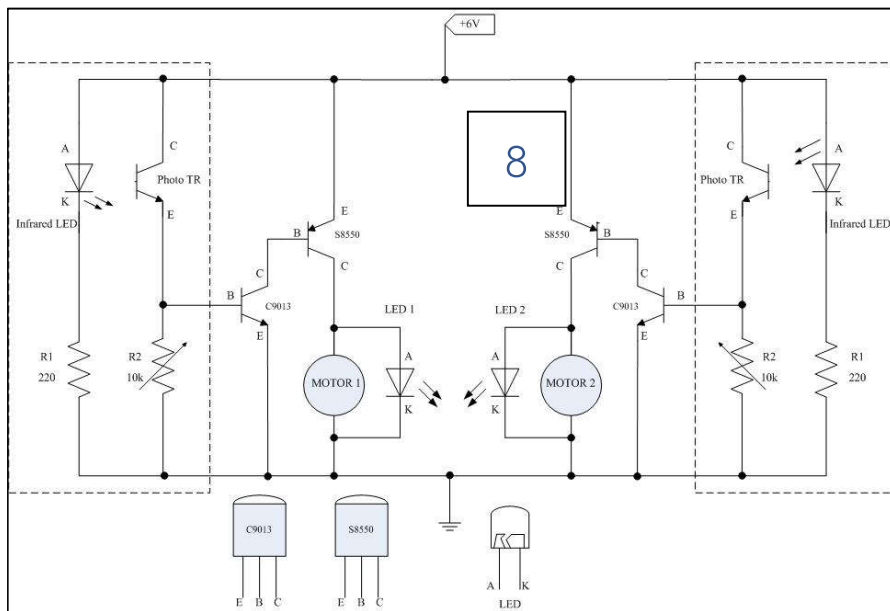 +6V
8
A
K
Infrared LED
C
Photo TR
E
R1
220
R2
10k
B
C
C9013
E
B
E
S8550
C
LED 1
A
K
MOTOR 1
LED 2
A
K
MOTOR 2
E
S8550
B
C
C
C9013
B
E
C
Photo TR
E
A
K
Infrared LED
R2
10k
R1
220
C9013
E B C
S8550
E B C
A K
LED